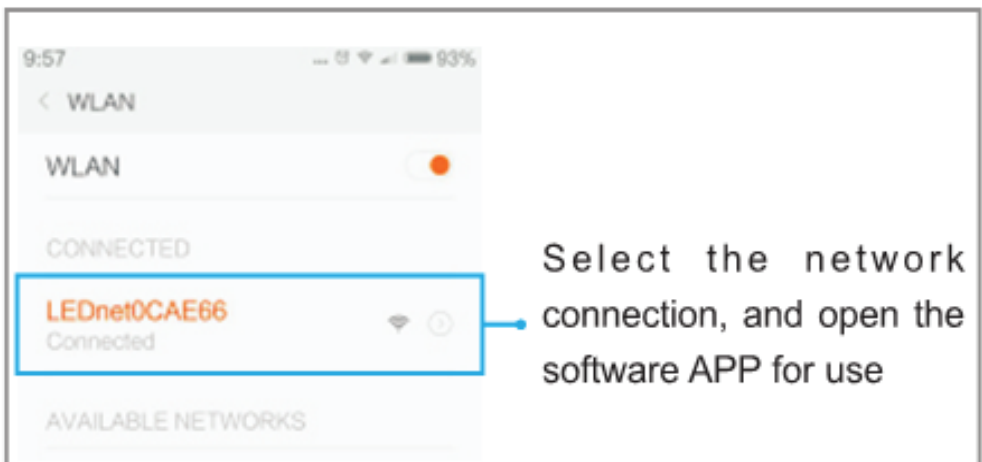 9:57 ... 93%
WLAN
WLAN
CONNECTED
LEDnet0CAE66
Connected
AVAILABLE NETWORKS
Select the network
connection, and open the
software APP for use